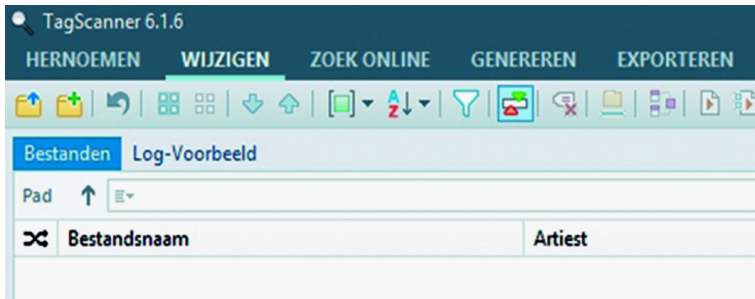 TagScanner 6.1.6
HERNOEMEN WIJZIGEN ZOEK ONLINE GENEREREN EXPORTEREN
Bestanden Log-Voorbeeld
Pad
Bestandsnaam Artiest